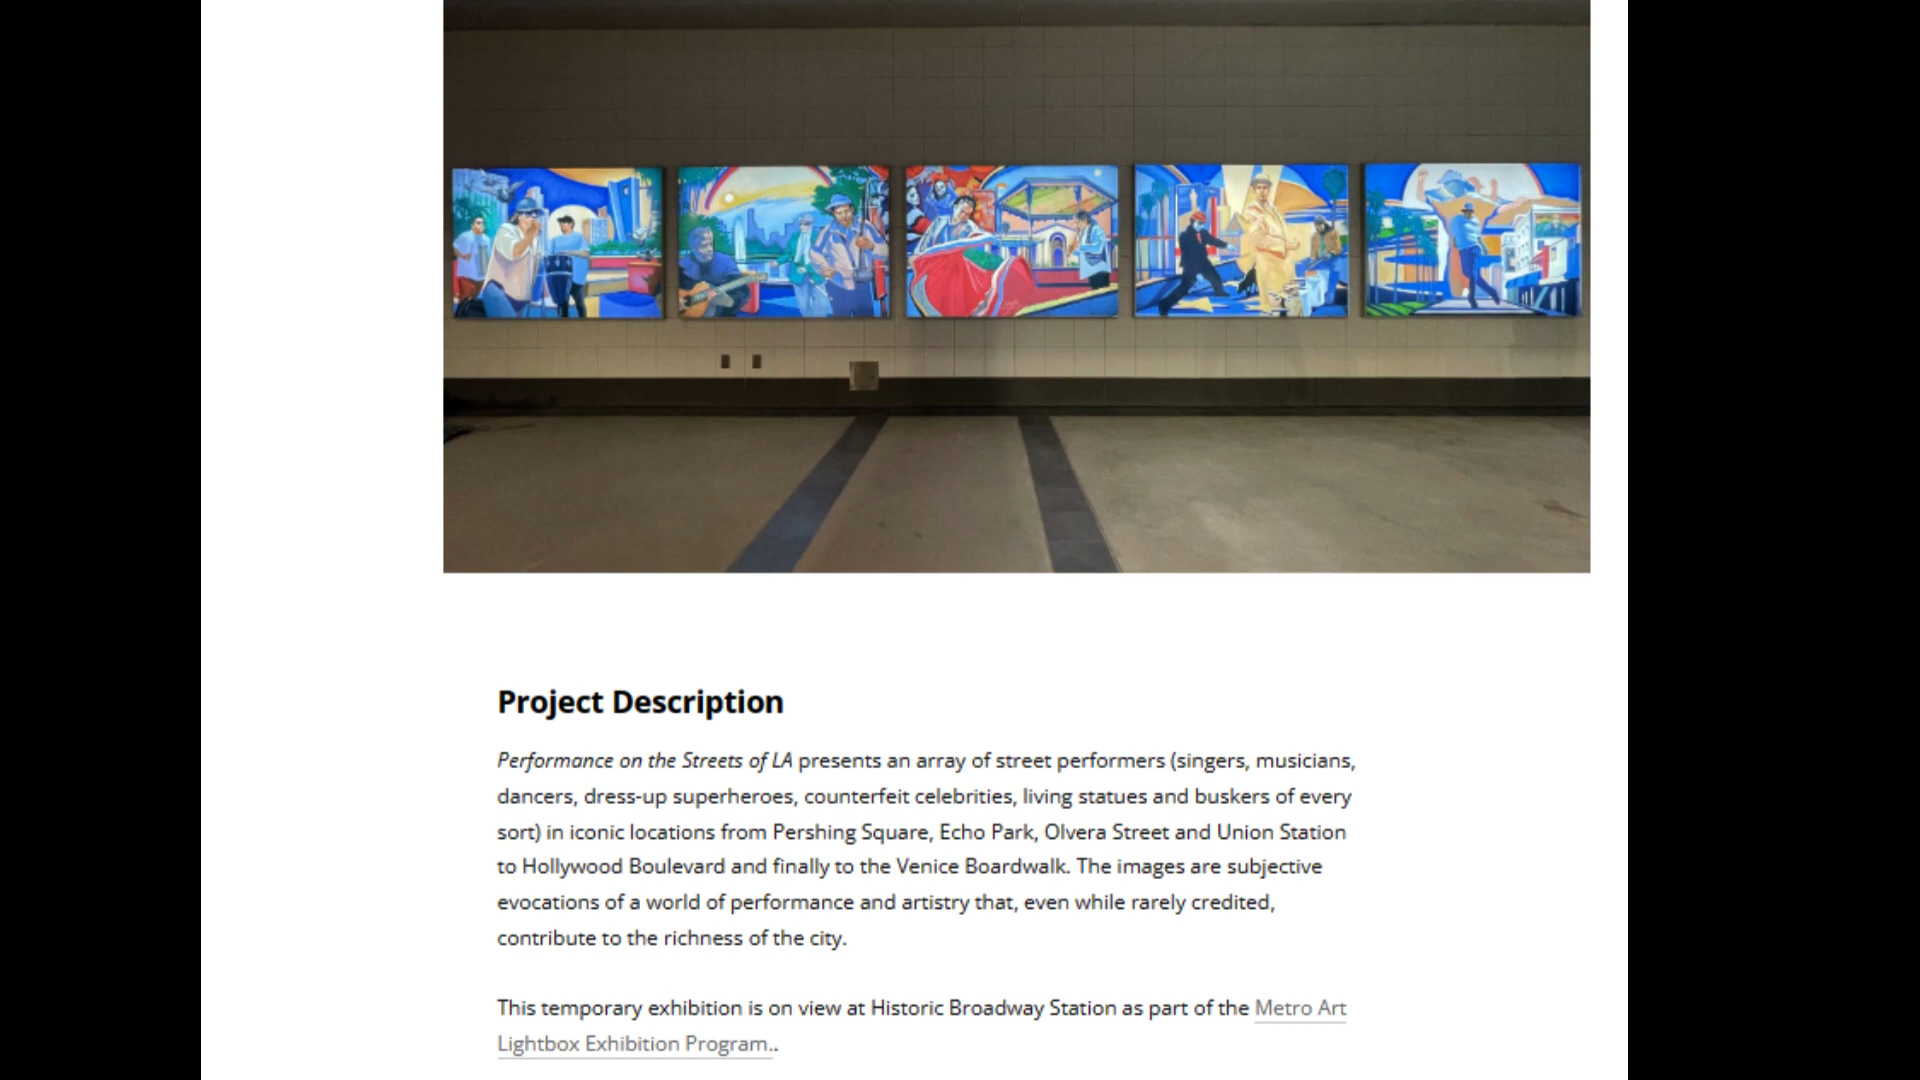 Project Description
Performance on the Streets of LA presents an array of street performers (singers, musicians,
dancers, dress-up superheroes, counterfeit celebrities, living statues and buskers of every
sort) in iconic locations from Pershing Square, Echo Park, Olvera Street and Union Station
to Hollywood Boulevard and finally to the Venice Boardwalk. The images are subjective
evocations of a world of performance and artistry that, even while rarely credited,
contribute to the richness of the city.
This temporary exhibition is on view at Historic Broadway Station as part of the Metro Art
Lightbox Exhibition Program..